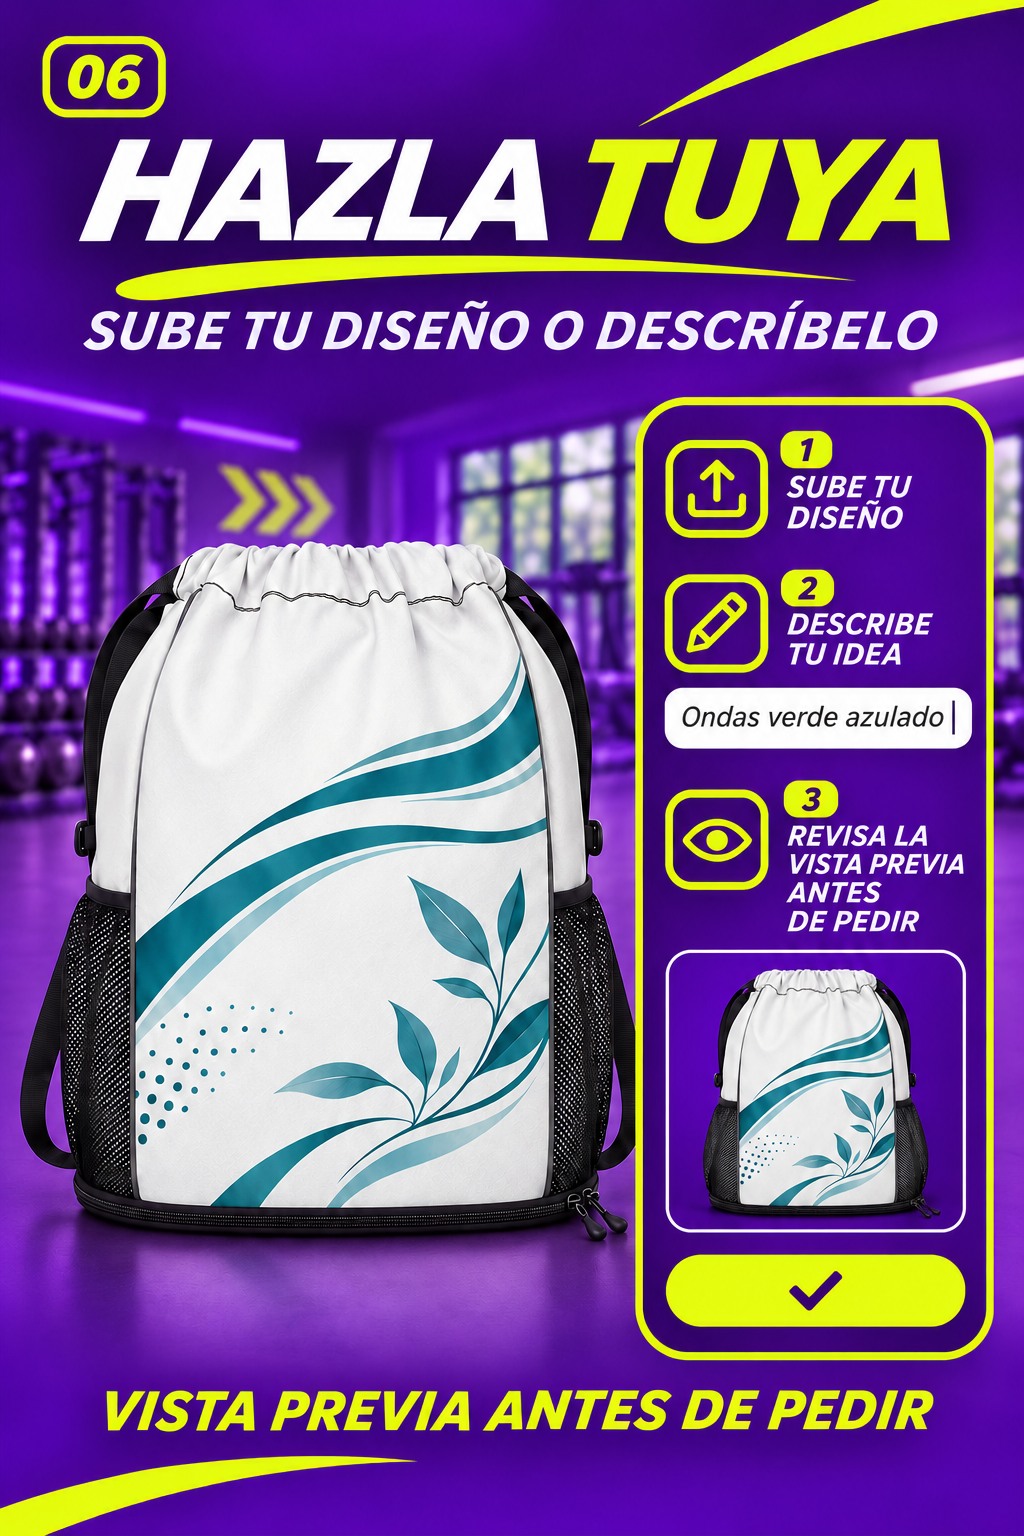 06
HAZLA TUYA
SUBE TU DISEÑO O DESCRÍBELO
1
SUBE TU
DISEÑO
2
DESCRIBE
TU IDEA
Ondas verde azulado
3
REVISA LA
VISTA PREVIA
ANTES
DE PEDIR
VISTA PREVIA ANTES DE PEDIR